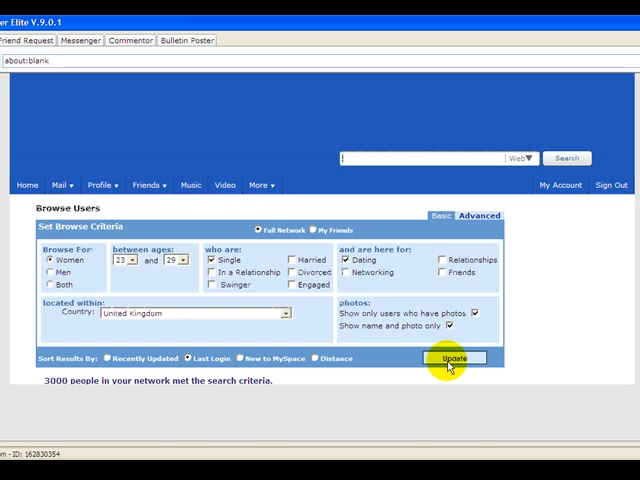 er Elite V.9.0.1
Friend Request Messenger Commentor Bulletin Poster
about:blank
Web
Search
Home Mail Profile Friends Music Video More My Account Sign Out
Browse Users
Basic Advanced
Set Browse Criteria Full Network My Friends
Browse For: between ages: who are: and are here for:
Women 23 and 29 Single Married Dating Relationships
Men In a Relationship Divorced Networking Friends
Both Swinger Engaged
located within: photos:
Country: United Kingdom Show only users who have photos
Show name and photo only
Sort Results By: Recently Updated Last Login New to MySpace Distance Update
3000 people in your network met the search criteria.
om - ID: 162830354